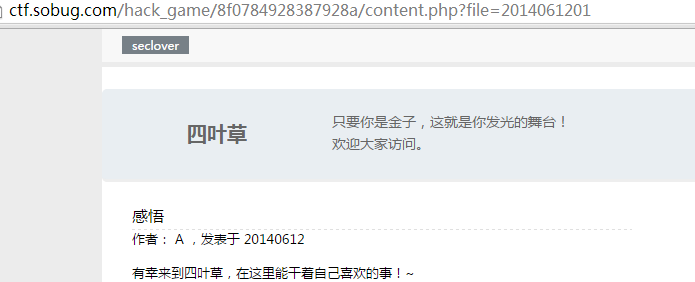 ctf.sobug.com/hack_game/8f0784928387928a/content.php?file=2014061201
seclover
四叶草
只要你是金子，这就是你发光的舞台！
欢迎大家访问。
感悟
作者： A ，发表于 20140612
有幸来到四叶草，在这里能干着自己喜欢的事！~